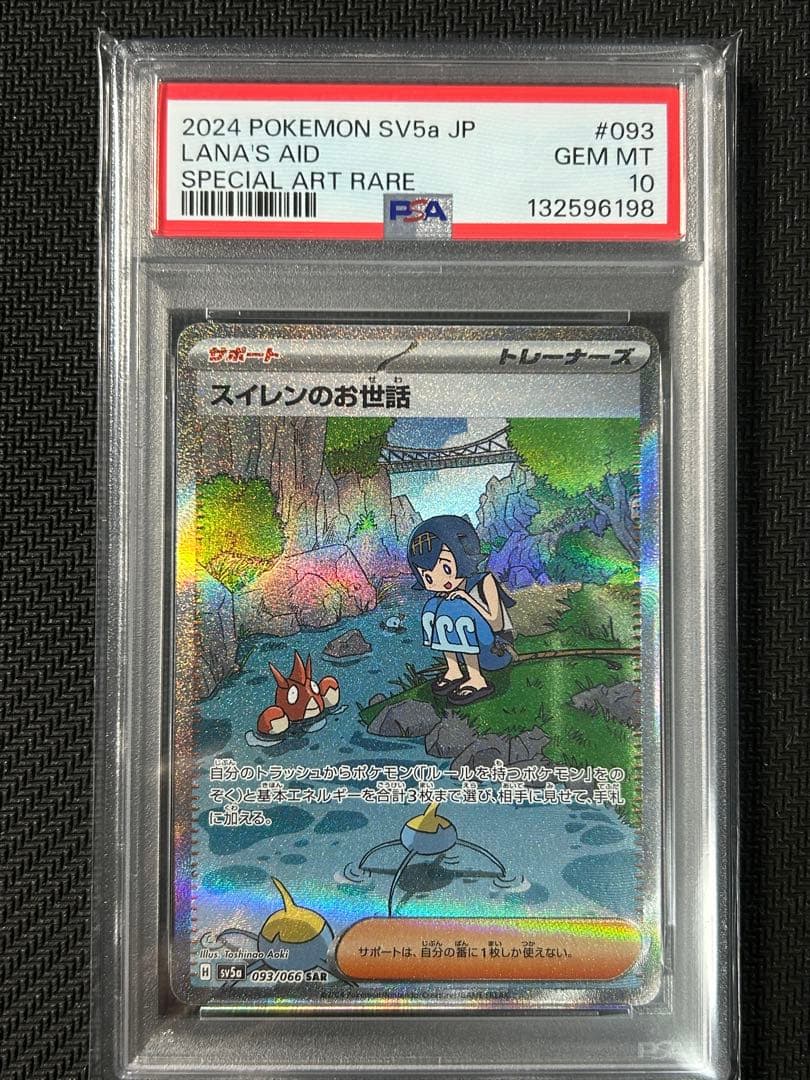 2024 POKEMON SV5a JP #093
LANA'S AID GEM MT
SPECIAL ART RARE 10
PSA 132596198
サポート トレーナーズ
スイレンのお世話
自分のトラッシュからポケモン(「ルールを持つポケモン」をの
ぞく)と基本エネルギーを合計3枚まで選び、相手に見せて、手札
に加える。
Illus. Toshinao Aoki
サポートは、自分の番に1枚しか使えない。
H sv5a 093/066 SAR
PSA